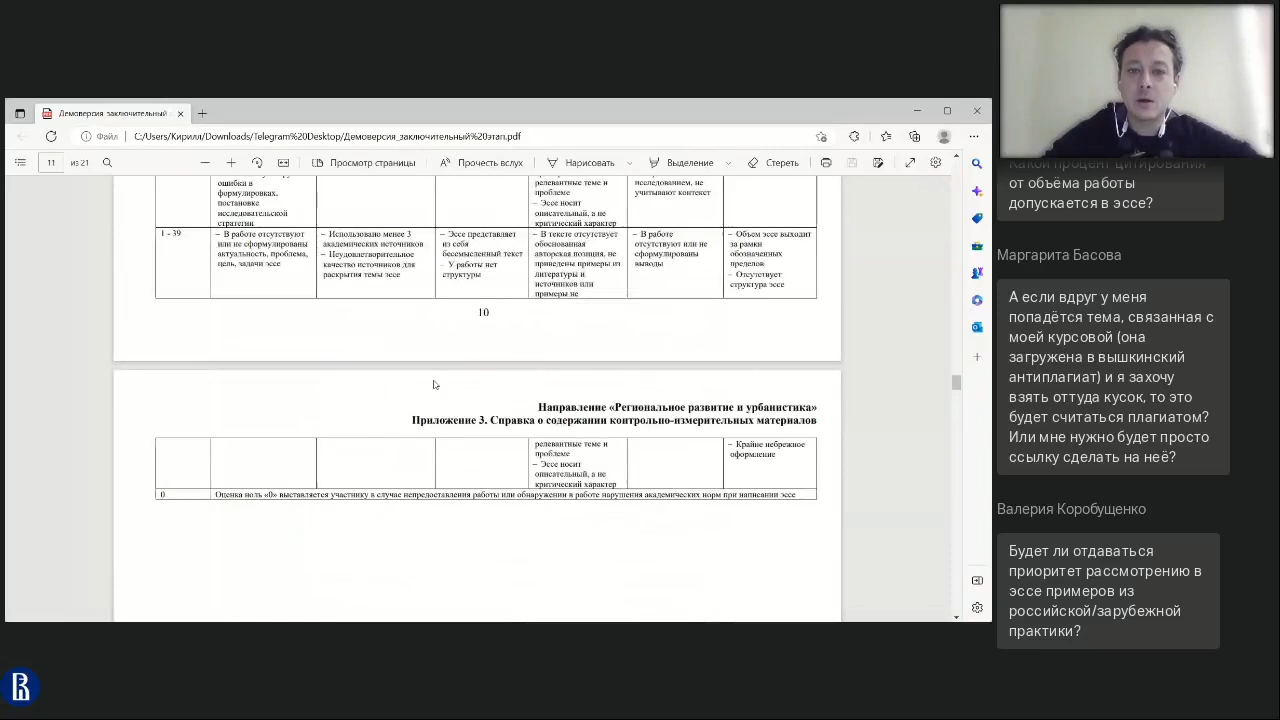 Демоверсия_заключительный
Файл
C:/Users/Кирилл/Downloads/Telegram%20Desktop/Демоверсия_заключительный%20этап.pdf
11 из 21
Просмотр страницы
Прочесть вслух
Нарисовать
Выделение
Стереть
ошибки в
формулировках,
постановке
исследовательской
стратегии
релевантные теме и
проблеме
– Эссе носит
описательный, а не
критический характер
исследованием, не
учитывают контекст
1 - 39
– В работе отсутствуют
или не сформулированы
актуальность, проблема,
цель, задачи эссе
– Использовано менее 3
академических источников
– Неудовлетворительное
качество источников для
раскрытия темы эссе
– Эссе представляет
из себя
бессмысленный текст
– У работы нет
структуры
– В тексте отсутствует
обоснованная
авторская позиция, не
приведены примеры из
литературы и
источников или
примеры не
– В работе
отсутствуют или не
сформулированы
выводы
– Объем эссе выходит
за рамки
обозначенных
пределов
– Отсутствует
структура эссе
10
Направление «Региональное развитие и урбанистика»
Приложение 3. Справка о содержании контрольно-измерительных материалов
релевантные теме и
проблеме
– Эссе носит
описательный, а не
критический характер
– Крайне небрежное
оформление
0
Оценка ноль «0» выставляется участнику в случае непредоставления работы или обнаружении в работе нарушения академических норм при написании эссе
Какой процент цитирования
от объёма работы
допускается в эссе?
Маргарита Басова
А если вдруг у меня
попадётся тема, связанная с
моей курсовой (она
загружена в вышкинский
антиплагиат) и я захочу
взять оттуда кусок, то это
будет считаться плагиатом?
Или мне нужно будет просто
ссылку сделать на неё?
Валерия Коробущенко
Будет ли отдаваться
приоритет рассмотрению в
эссе примеров из
российской/зарубежной
практики?